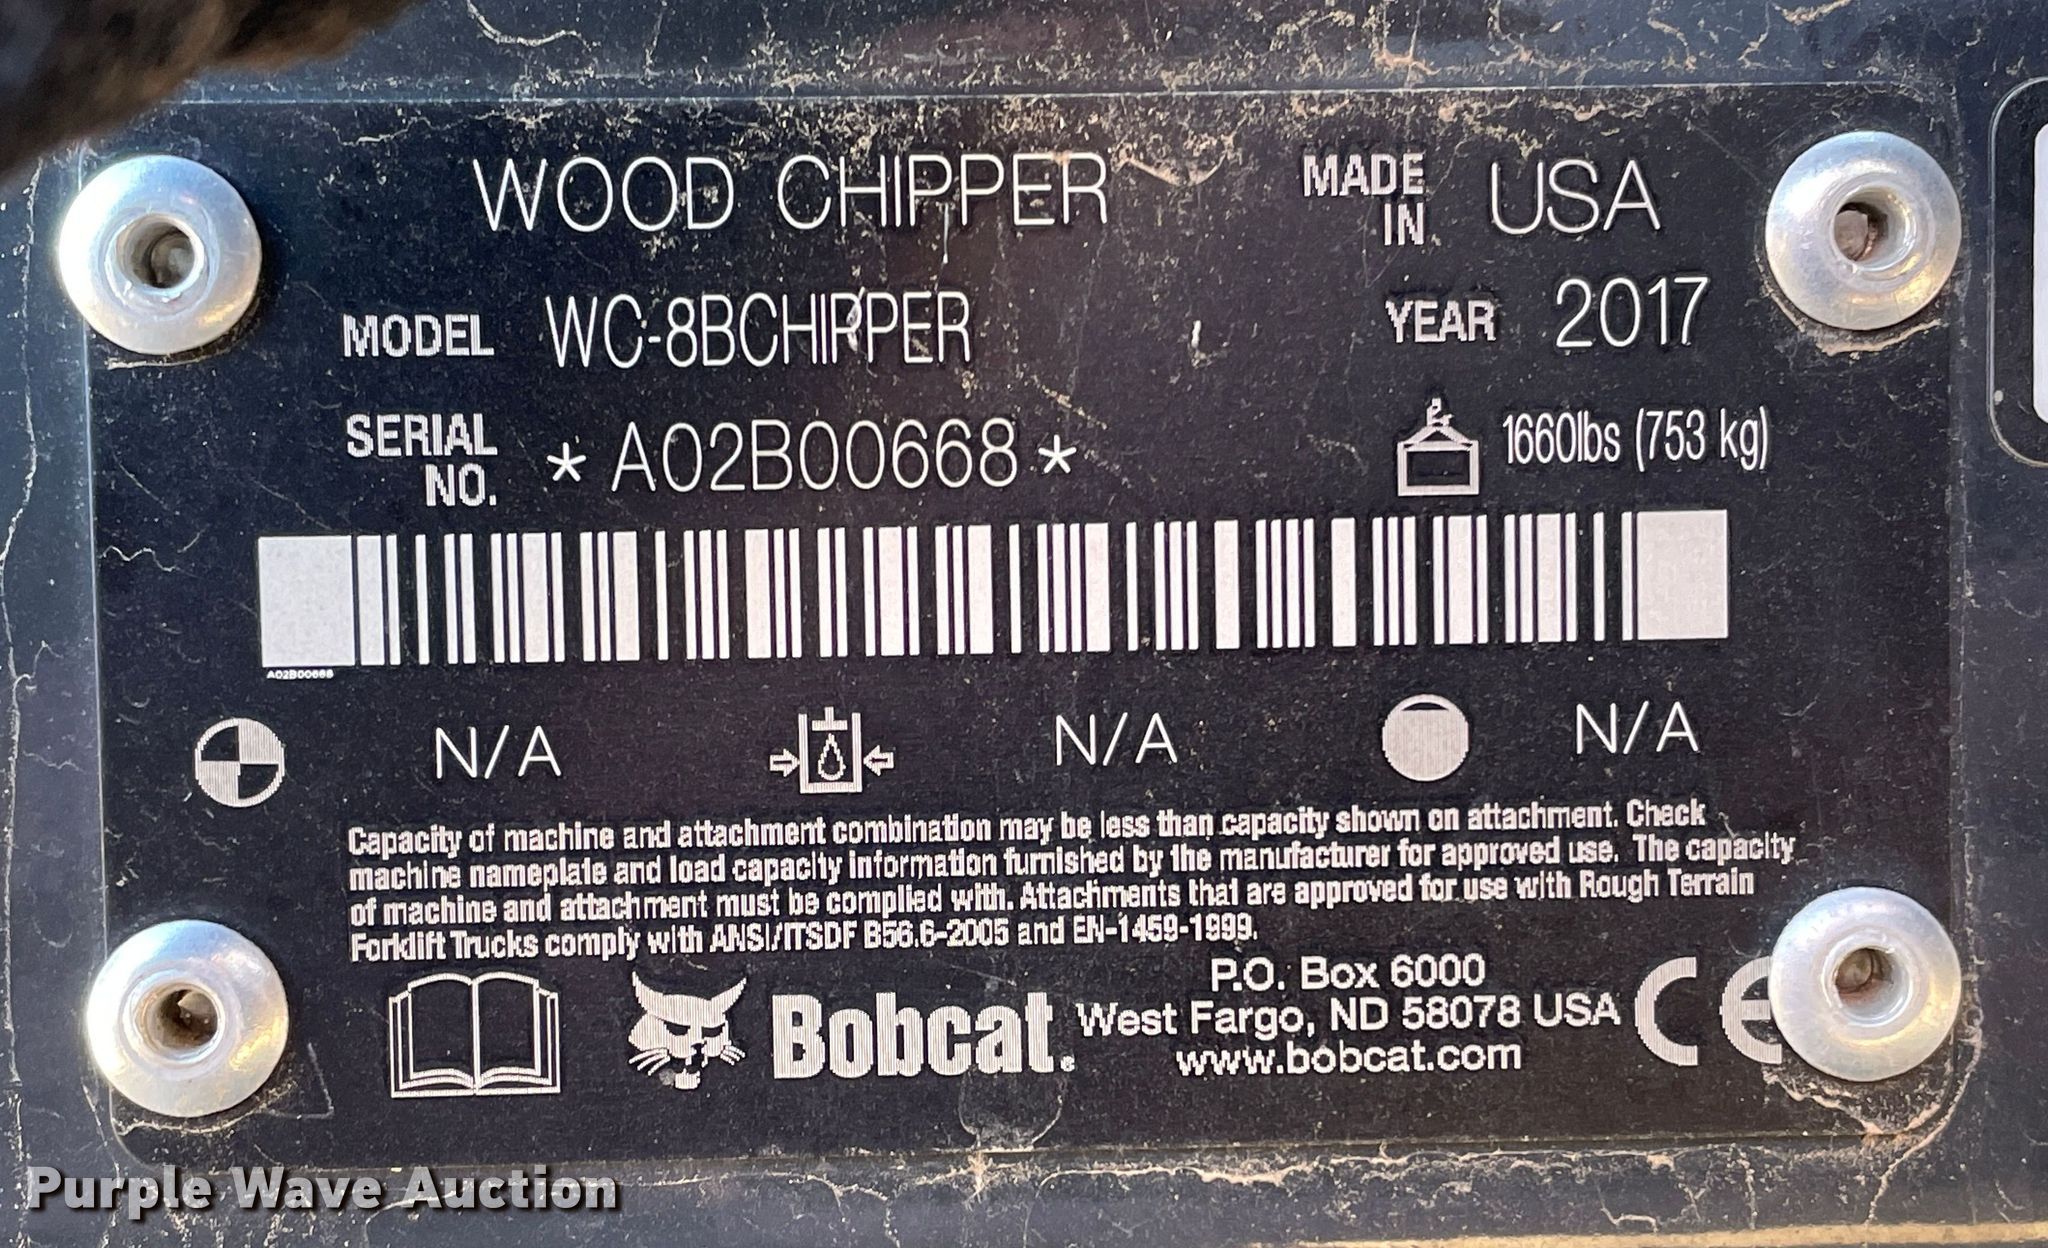 WOOD CHIPPER
MADE IN USA
MODEL WC-8BCHIPPER
YEAR 2017
SERIAL NO. *A02B00668*
1660lbs (753 kg)
A02B00668
N/A N/A N/A
Capacity of machine and attachment combination may be less than capacity shown on attachment. Check
machine nameplate and load capacity information furnished by the manufacturer for approved use. The capacity
of machine and attachment must be complied with. Attachments that are approved for use with Rough Terrain
Forklift Trucks comply with ANSI/ITSDF B56.6-2005 and EN-1459-1999.
Bobcat®
P.O. Box 6000
West Fargo, ND 58078 USA
www.bobcat.com
CE
Purple Wave Auction